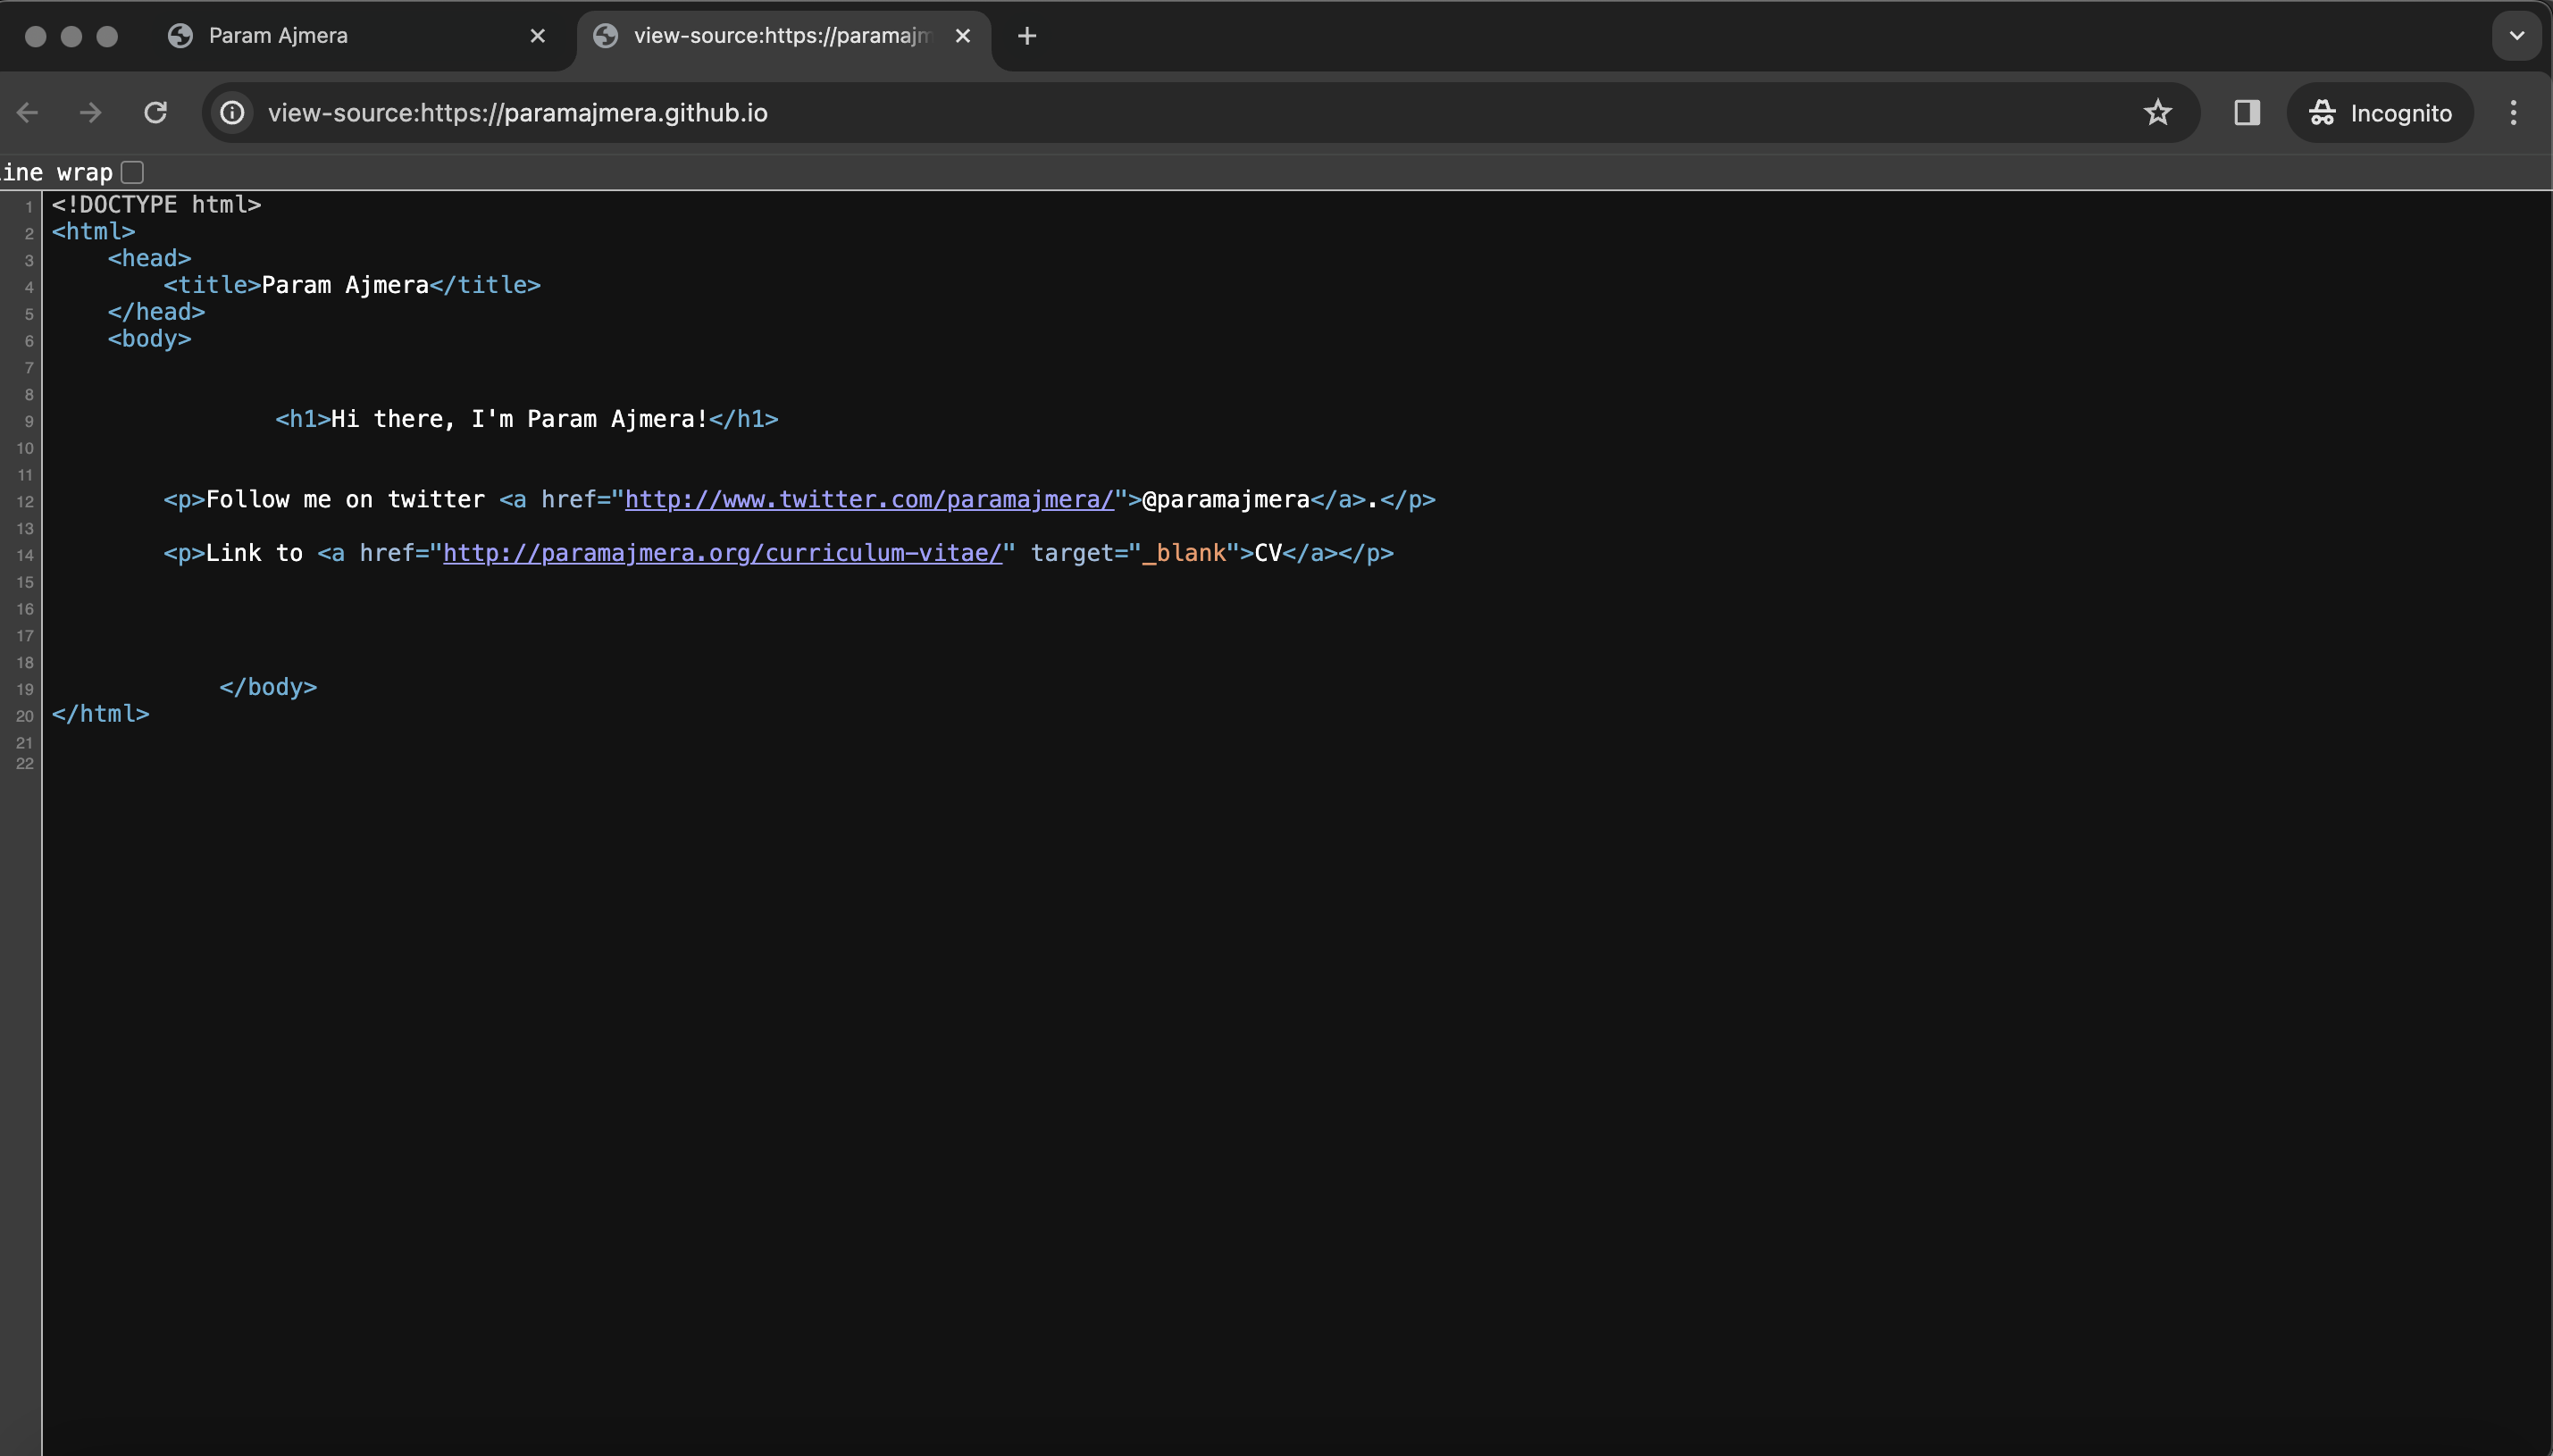 Param Ajmera
view-source:https://paramajm
view-source:https://paramajmera.github.io
Incognito
ine wrap
1 <!DOCTYPE html>
2 <html>
3 <head>
4 <title>Param Ajmera</title>
5 </head>
6 <body>
7
8
9 <h1>Hi there, I'm Param Ajmera!</h1>
10
11
12 <p>Follow me on twitter <a href="http://www.twitter.com/paramajmera/">@paramajmera</a>.</p>
13
14 <p>Link to <a href="http://paramajmera.org/curriculum-vitae/" target="_blank">CV</a></p>
15
16
17
18
19 </body>
20 </html>
21
22